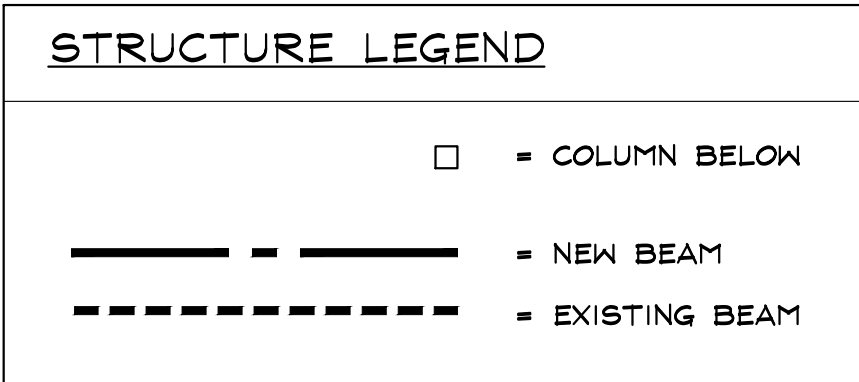 STRUCTURE LEGEND
= COLUMN BELOW
= NEW BEAM
= EXISTING BEAM